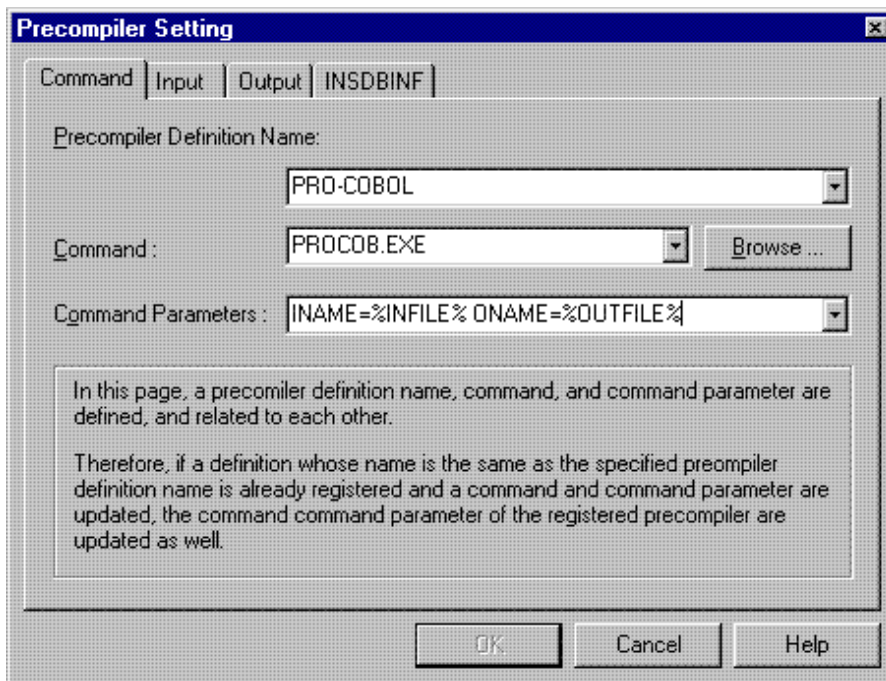 Precompiler Setting
Command Input Output INSDBINF
Precompiler Definition Name:
PRO-COBOL
Command : PROCOB.EXE Browse ...
Command Parameters : INAME=%INFILE% ONAME=%OUTFILE%
In this page, a precomiler definition name, command, and command parameter are
defined, and related to each other.
Therefore, if a definition whose name is the same as the specified preompiler
definition name is already registered and a command and command parameter are
updated, the command command parameter of the registered precompiler are
updated as well.
OK Cancel Help